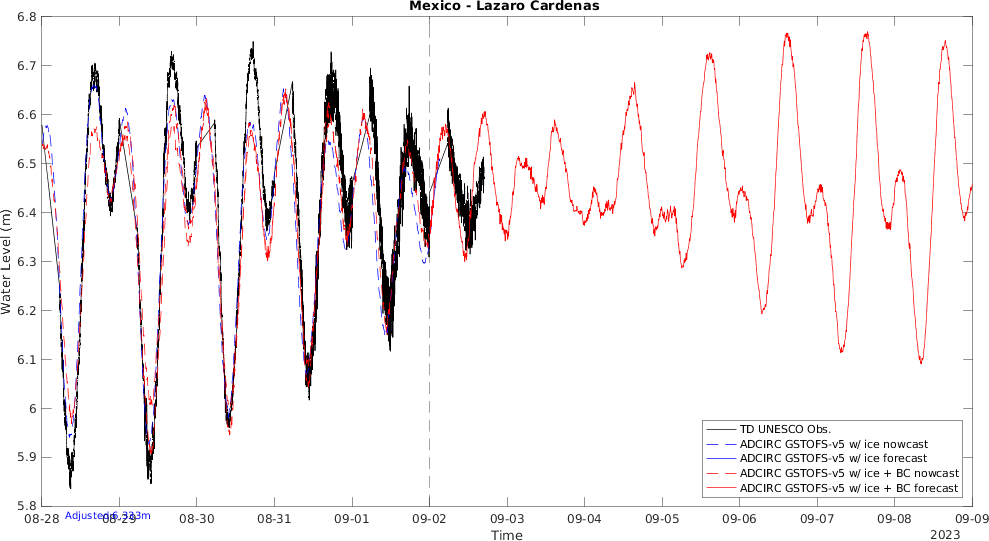 Mexico - Lazaro Cardenas
6.8
6.7
6.6
6.5
6.4
6.3
6.2
6.1
6
5.9
5.8
Water Level (m)
TD UNESCO Obs.
ADCIRC GSTOFS-v5 w/ ice nowcast
ADCIRC GSTOFS-v5 w/ ice forecast
ADCIRC GSTOFS-v5 w/ ice + BC nowcast
ADCIRC GSTOFS-v5 w/ ice + BC forecast
08-28 08-29 08-30 08-31 09-01 09-02 09-03 09-04 09-05 09-06 09-07 09-08 09-09
Adjusted 6.333m
Time
2023